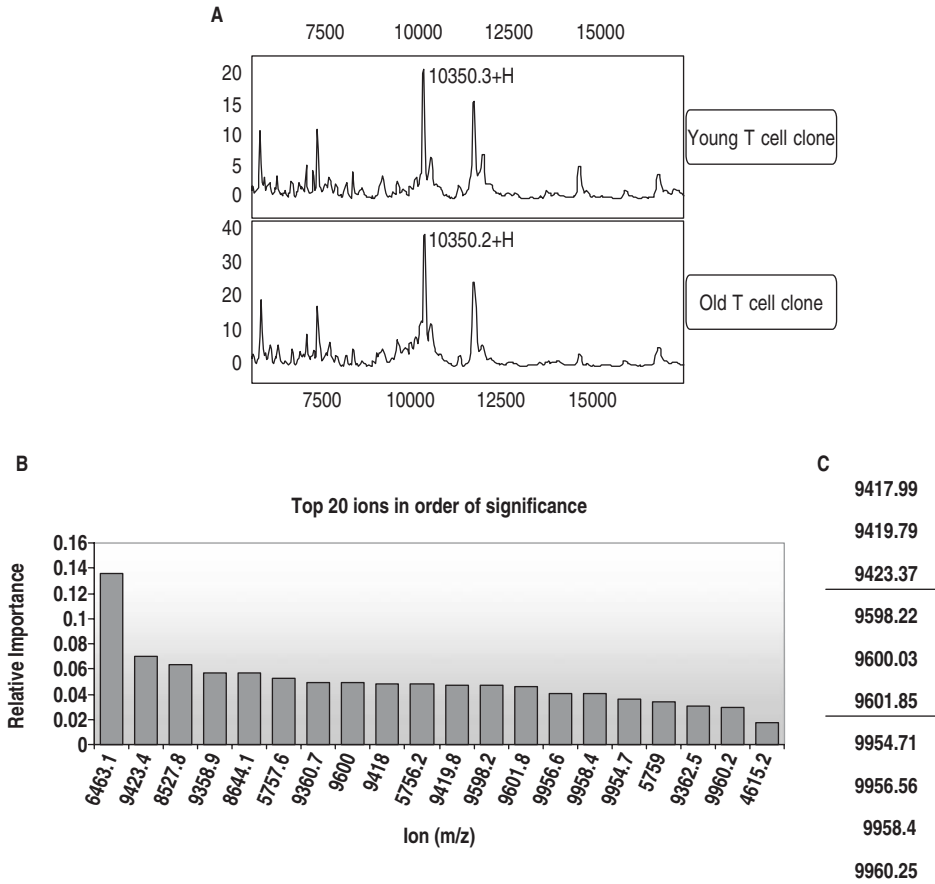 A
7500 10000 12500 15000
20
15
10
5
0
10350.3+H
Young T cell clone
40
30
20
10
0
10350.2+H
Old T cell clone
7500 10000 12500 15000
B
Top 20 ions in order of significance
Relative Importance
0.16
0.14
0.12
0.1
0.08
0.06
0.04
0.02
0
6463.1 9423.4 8527.8 9358.9 8644.1 5757.6 9360.7 9600 9418 5756.2 9419.8 9598.2 9601.8 9956.6 9958.4 9954.7 5759 9362.5 9960.2 4615.2
Ion (m/z)
C
9417.99
9419.79
9423.37
9598.22
9600.03
9601.85
9954.71
9956.56
9958.4
9960.25